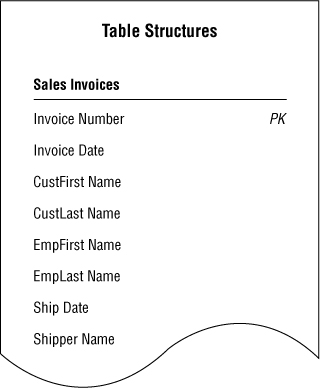 Table Structures
Sales Invoices
Invoice Number PK
Invoice Date
CustFirst Name
CustLast Name
EmpFirst Name
EmpLast Name
Ship Date
Shipper Name